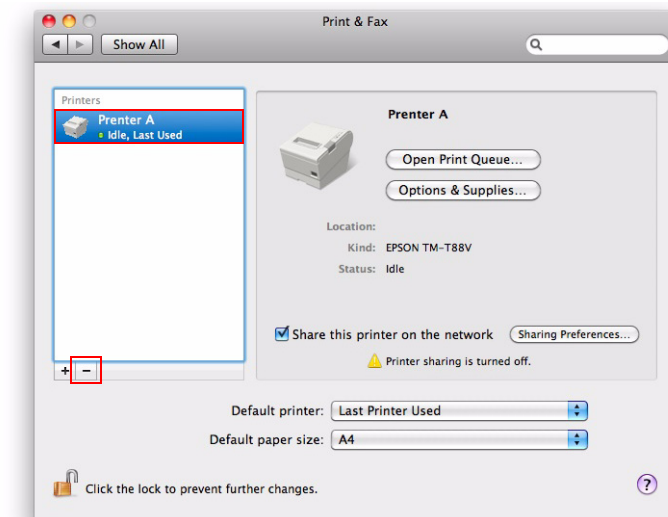 Print & Fax
Show All
Printers
Prenter A
Idle, Last Used
Prenter A
Open Print Queue...
Options & Supplies...
Location:
Kind: EPSON TM-T88V
Status: Idle
Share this printer on the network Sharing Preferences...
Printer sharing is turned off.
+ −
Default printer: Last Printer Used
Default paper size: A4
Click the lock to prevent further changes. ?